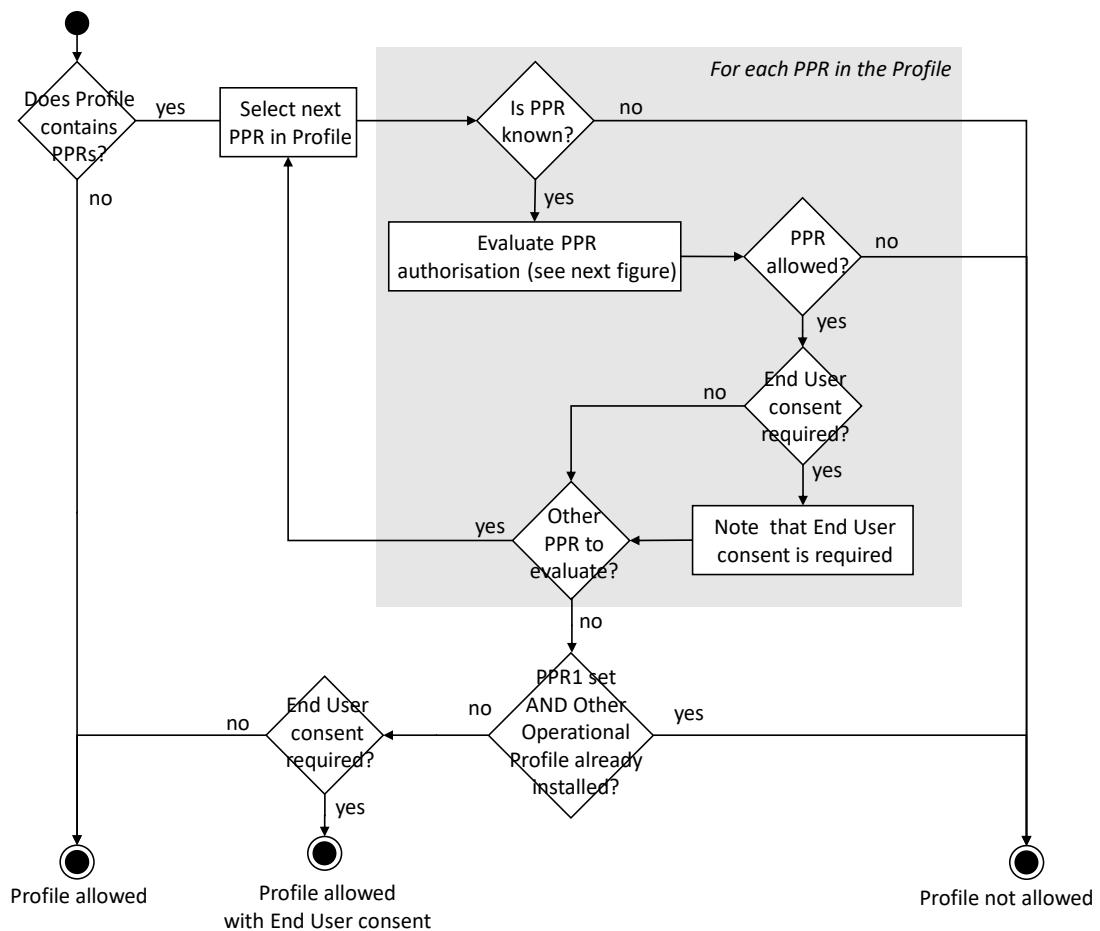 For each PPR in the Profile
Does Profile
contains
PPRs?
yes
no
Select next
PPR in Profile
Is PPR
known?
no
yes
Evaluate PPR
authorisation (see next figure)
PPR
allowed?
no
yes
End User
consent
required?
no
yes
Note  that End User
consent is required
Other
PPR to
evaluate?
yes
no
PPR1 set
AND Other
Operational
Profile already
installed?
no
yes
End User
consent
required?
no
yes
Profile allowed
Profile allowed
with End User consent
Profile not allowed